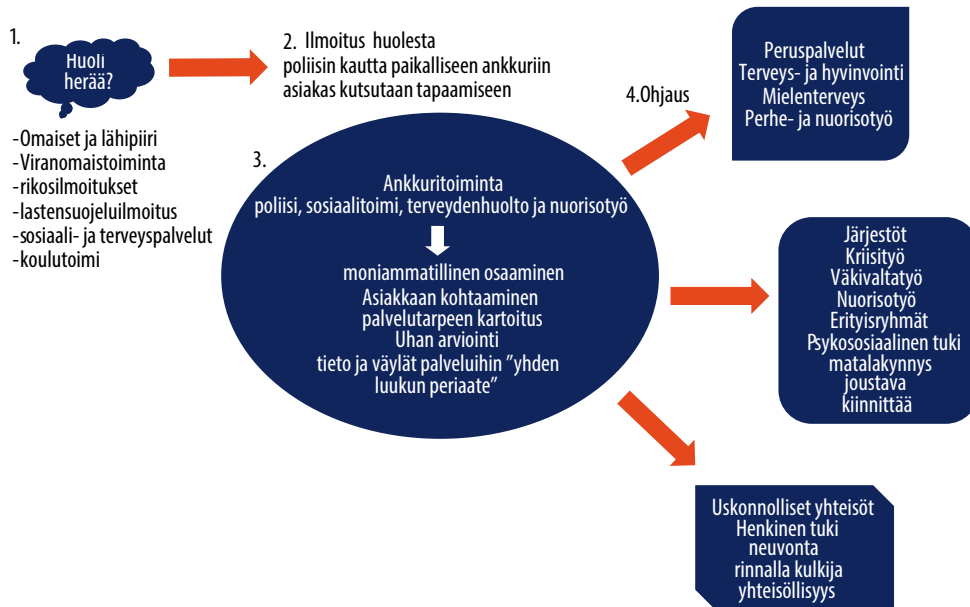 1.
Huoli
herää?
-Omaiset ja lähipiiri
-Viranomaistoiminta
-rikosilmoitukset
-lastensuojeluilmoitus
-sosiaali- ja terveyspalvelut
-koulutoimi
2. Ilmoitus huolesta
poliisin kautta paikalliseen ankkuriin
asiakas kutsutaan tapaamiseen
3.
Ankkuritoiminta
poliisi, sosiaalitoimi, terveydenhuolto ja nuorisotyö
moniammatillinen osaaminen
Asiakkaan kohtaaminen
palvelutarpeen kartoitus
Uhan arviointi
tieto ja väylät palveluihin ”yhden
luukun periaate”
4.Ohjaus
Peruspalvelut
Terveys- ja hyvinvointi
Mielenterveys
Perhe- ja nuorisotyö
Järjestöt
Kriisityö
Väkivaltatyö
Nuorisotyö
Erityisryhmät
Psykososiaalinen tuki
matalakynnys
joustava
kiinnittää
Uskonnolliset yhteisöt
Henkinen tuki
neuvonta
rinnalla kulkija
yhteisöllisyys